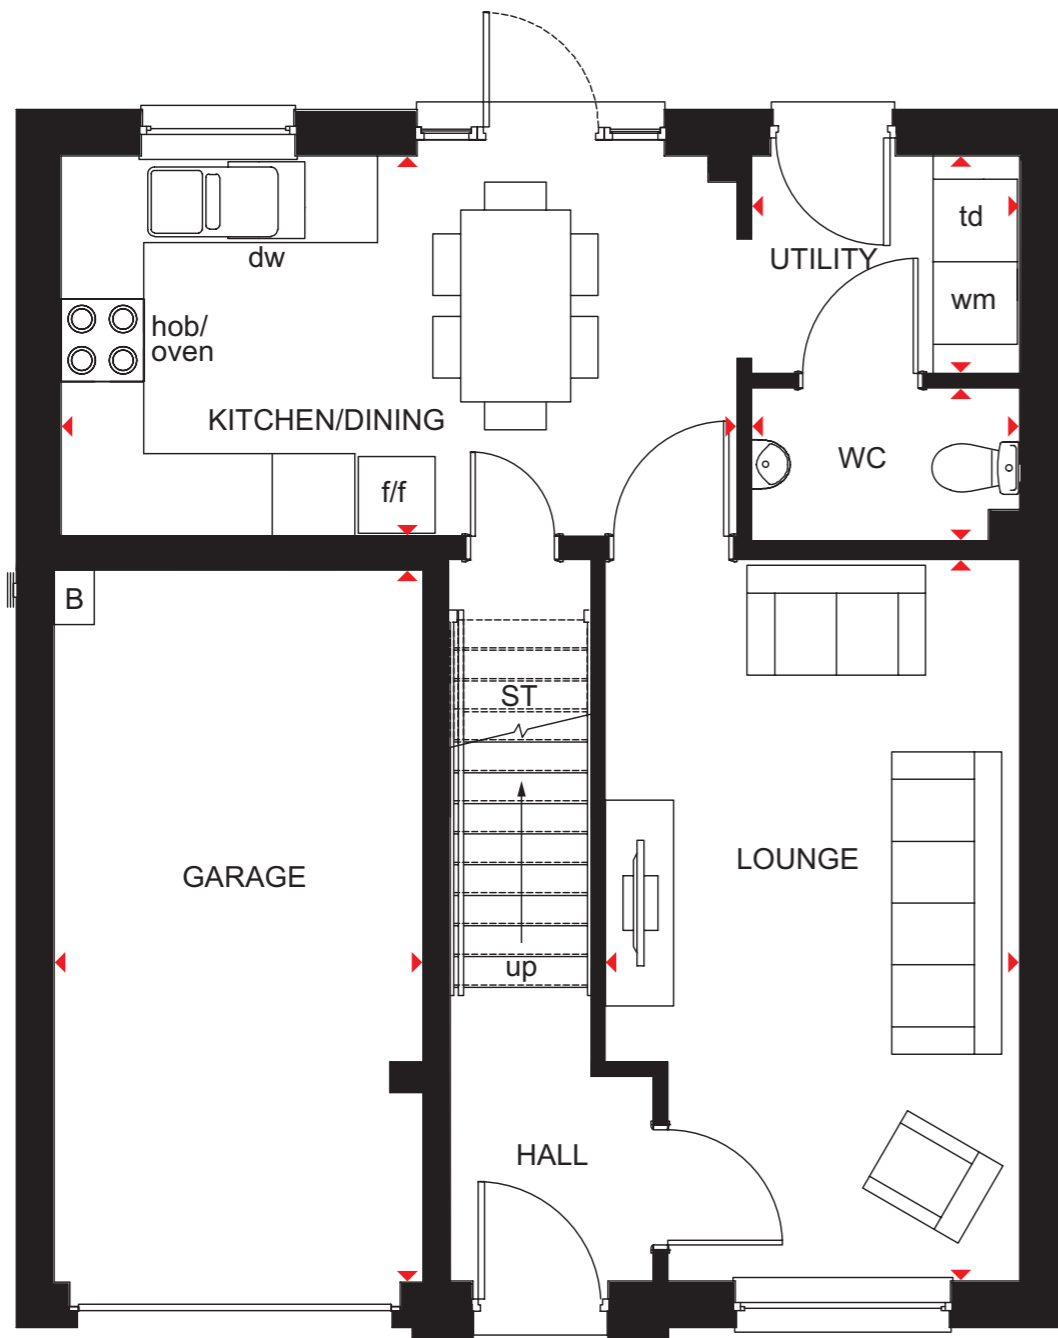 td
dw
UTILITY
wm
hob/
oven
KITCHEN/DINING
WC
f/f
B
ST
LOUNGE
GARAGE
up
HALL